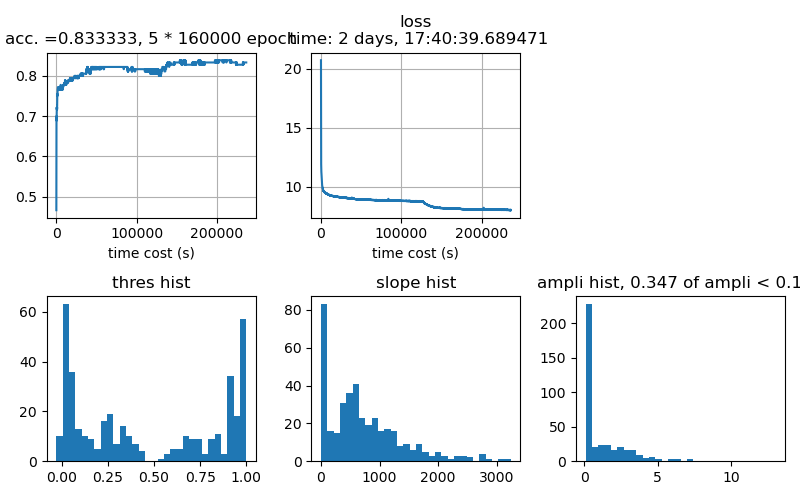 loss
acc. =0.833333, 5 * 160000 epoch
time: 2 days, 17:40:39.689471
0.8
0.7
0.6
0.5
0 100000 200000
time cost (s)
20
15
10
0 100000 200000
time cost (s)
thres hist
60
40
20
0
0.00 0.25 0.50 0.75 1.00
slope hist
80
60
40
20
0
0 1000 2000 3000
ampli hist, 0.347 of ampli < 0.1
200
150
100
50
0
0 5 10